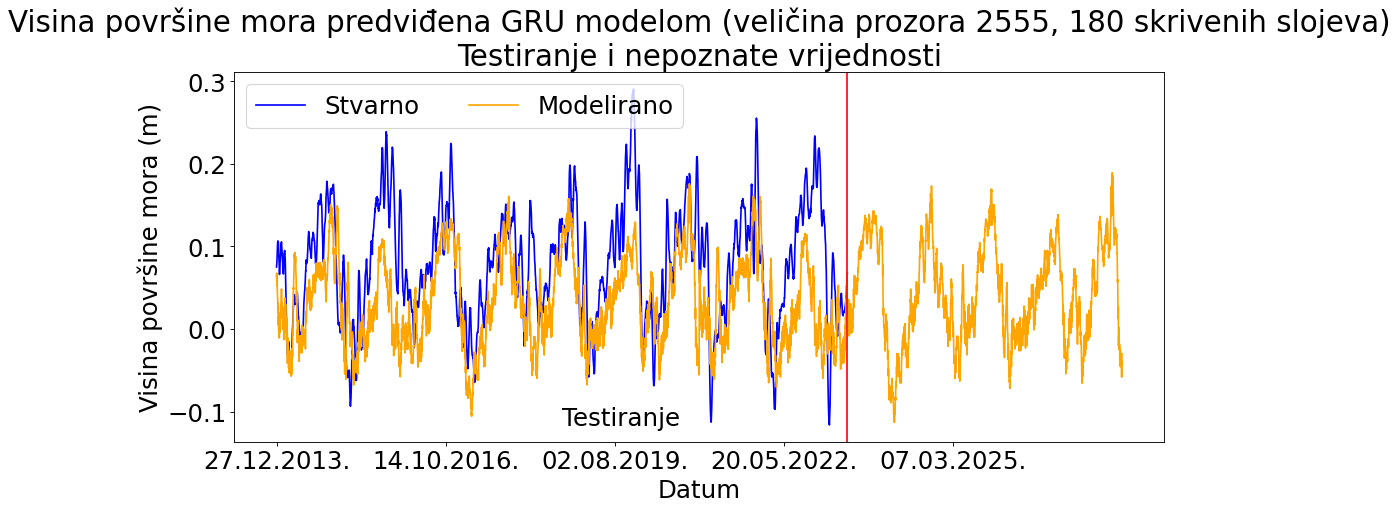 Visina površine mora predviđena GRU modelom (veličina prozora 2555, 180 skrivenih slojeva)
Testiranje i nepoznate vrijednosti
Stvarno
Modelirano
Visina površine mora (m)
0.3
0.2
0.1
0.0
−0.1
Testiranje
27.12.2013.
14.10.2016.
02.08.2019.
20.05.2022.
07.03.2025.
Datum